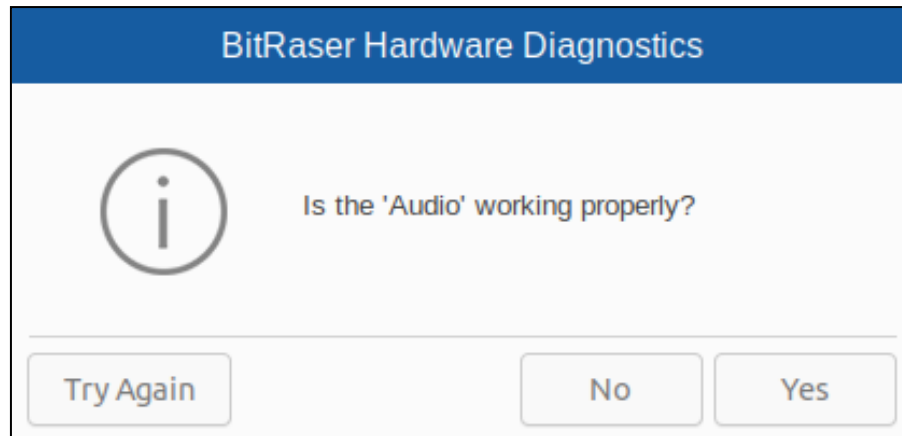 BitRaser Hardware Diagnostics
Is the 'Audio' working properly?
Try Again
No
Yes